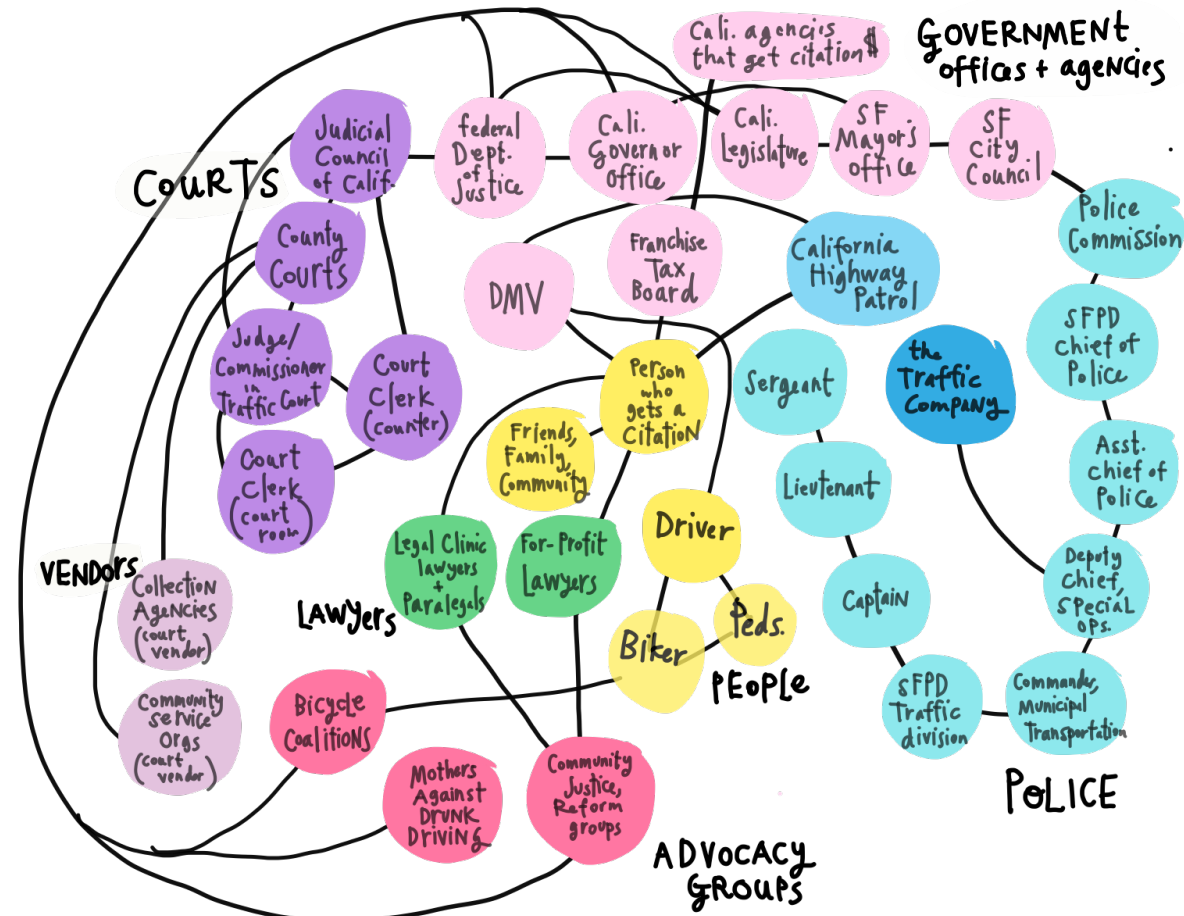 Cali. agencies
that get citation $
GOVERNMENT
offices + agencies
COURTS
Judicial
Council
of Calif.
federal
Dept.
of
Justice
Cali.
Governor
office
Cali.
Legislature
SF
Mayor's
office
SF
City
Council
Police
Commission
County
Courts
DMV
Franchise
Tax
Board
California
Highway
Patrol
SFPD
Chief of
Police
Judge/
Commissioner
in
Traffic Court
Court
Clerk
(counter)
Person
who
gets a
Citation
Sergeant
the
Traffic
Company
Friends,
Family,
Community
Asst.
chief of
Police
Court
Clerk
(court
room)
Lieutenant
Legal Clinic
lawyers
+
Paralegals
For-Profit
Lawyers
Driver
VENDORS
Collection
Agencies
(court
vendor)
LAWYERS
Captain
Deputy
Chief,
Special
ops.
Biker
Peds.
PEOPLE
Community
Service
Orgs
(court
vendor)
Bicycle
Coalitions
SFPD
Traffic
division
Commander,
Municipal
Transportation
POLICE
Mothers
Against
Drunk
Driving
Community
Justice,
Reform
groups
ADVOCACY
GROUPS